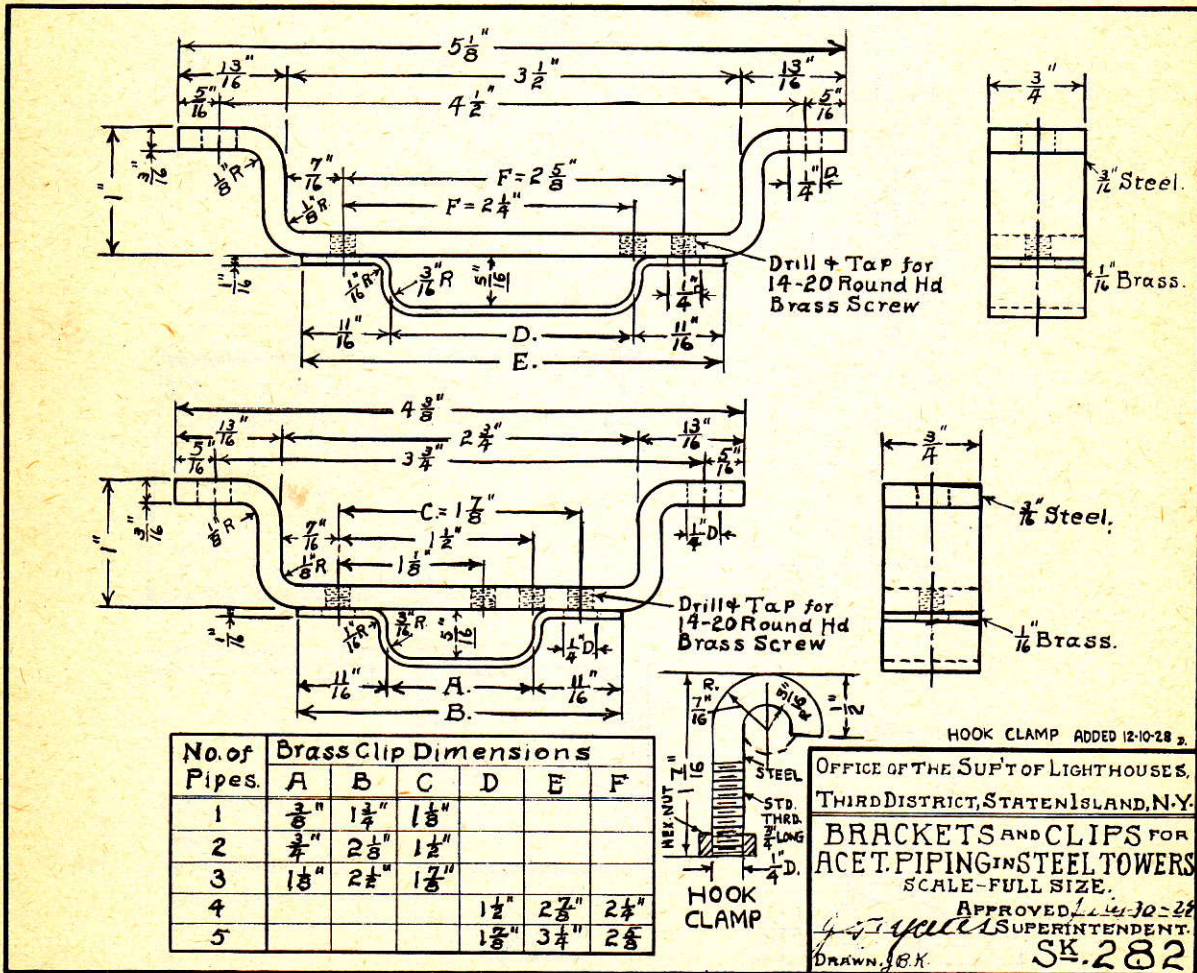 5 1/8"
13/16" 3 1/2" 13/16"
5/16" 4 1/2" 5/16"
1" 3/16" 1/8 R 7/16" F = 2 5/8" 1/4" D.
1/8 R. F = 2 1/4"
1/16" 1/16 R 3/16" R 5/16" 1/4" D
Drill & Tap for
14-20 Round Hd
Brass Screw
11/16" D. 11/16"
E.
3/4"
3/16" Steel.
1/16" Brass.
4 3/8"
13/16" 2 3/4" 13/16"
5/16" 3 3/4" 5/16"
1" 3/16" 1/8" R 7/16" C. = 1 7/8" 1/4" D
1 1/2"
1/8" R 1 1/8"
1/16" 1/16" R 3/16" R. 5/16" 1/4" D.
Drill & Tap for
14-20 Round Hd
Brass Screw
11/16" A. 11/16"
B.
3/4"
3/16" Steel.
1/16" Brass.
No. of Pipes. Brass Clip Dimensions
A B C D E F
1 3/8" 1 3/4" 1 1/8"
2 3/4" 2 1/8" 1 1/2"
3 1 1/8" 2 1/2" 1 7/8"
4 1 1/2" 2 7/8" 2 1/4"
5 1 7/8" 3 1/4" 2 5/8"
R.
7/16"
1/2"
1 7/16"
STEEL
STD.
THRD.
3/4" LONG
HEX. NUT
1/4" D.
HOOK
CLAMP
HOOK CLAMP ADDED 12-10-28
OFFICE OF THE SUP'T OF LIGHTHOUSES,
THIRD DISTRICT, STATEN ISLAND, N.Y.
BRACKETS AND CLIPS FOR
ACET. PIPING IN STEEL TOWERS
SCALE-FULL SIZE.
APPROVED
SUPERINTENDENT.
DRAWN. J.B.K. SK. 282